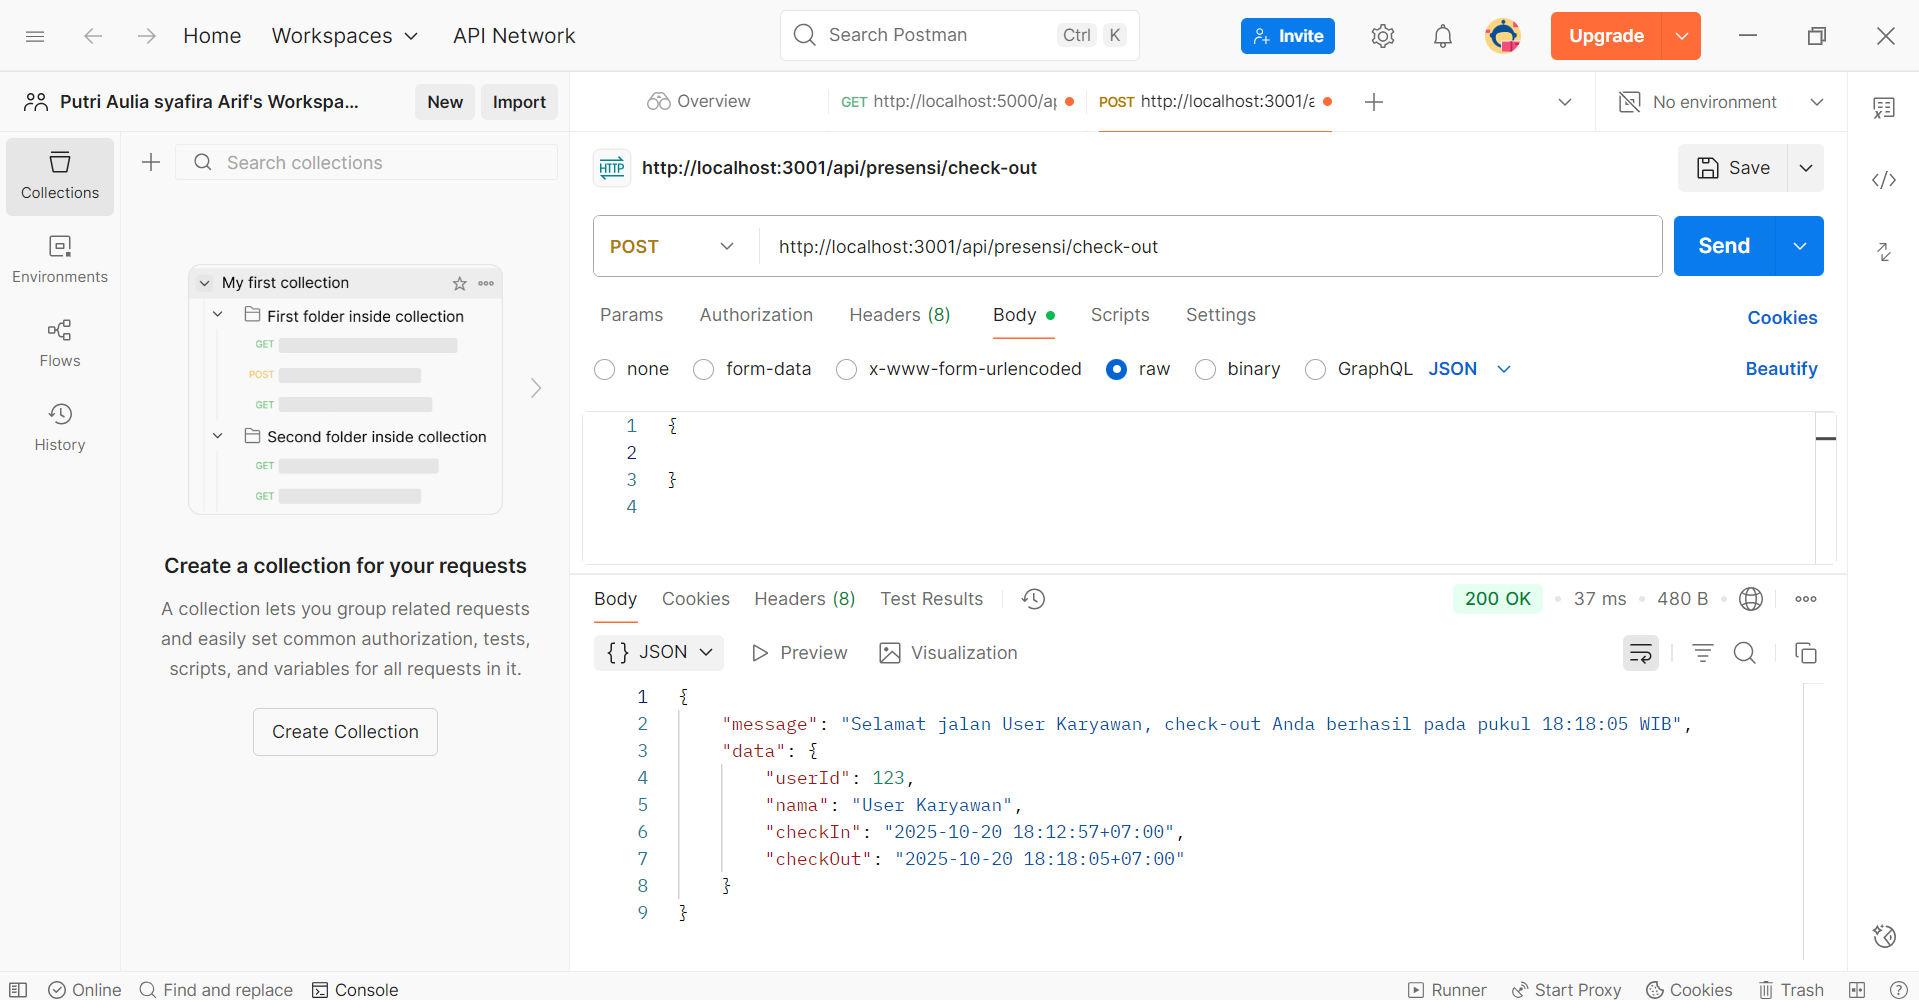 Home Workspaces API Network Search Postman Ctrl K Invite Upgrade
Putri Aulia syafira Arif's Workspa... New Import Overview GET http://localhost:5000/ap POST http://localhost:3001/a No environment
Collections
Environments
Flows
History
Search collections
My first collection
First folder inside collection
GET
POST
GET
Second folder inside collection
GET
GET
Create a collection for your requests
A collection lets you group related requests
and easily set common authorization, tests,
scripts, and variables for all requests in it.
Create Collection
HTTP http://localhost:3001/api/presensi/check-out Save
POST http://localhost:3001/api/presensi/check-out Send
Params Authorization Headers (8) Body Scripts Settings Cookies
none form-data x-www-form-urlencoded raw binary GraphQL JSON Beautify
1 {
2
3 }
4
Body Cookies Headers (8) Test Results 200 OK • 37 ms • 480 B •
{} JSON Preview Visualization
1 {
2 "message": "Selamat jalan User Karyawan, check-out Anda berhasil pada pukul 18:18:05 WIB",
3 "data": {
4 "userId": 123,
5 "nama": "User Karyawan",
6 "checkIn": "2025-10-20 18:12:57+07:00",
7 "checkOut": "2025-10-20 18:18:05+07:00"
8 }
9 }
Online Find and replace Console Runner Start Proxy Cookies Trash